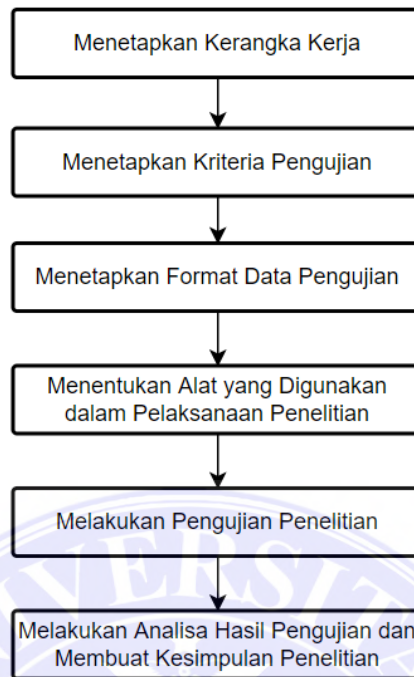 Menetapkan Kerangka Kerja
Menetapkan Kriteria Pengujian
Menetapkan Format Data Pengujian
Menentukan Alat yang Digunakan
dalam Pelaksanaan Penelitian
Melakukan Pengujian Penelitian
IVERSIT
Melakukan Analisa Hasil Pengujian dan
Membuat Kesimpulan Penelitian